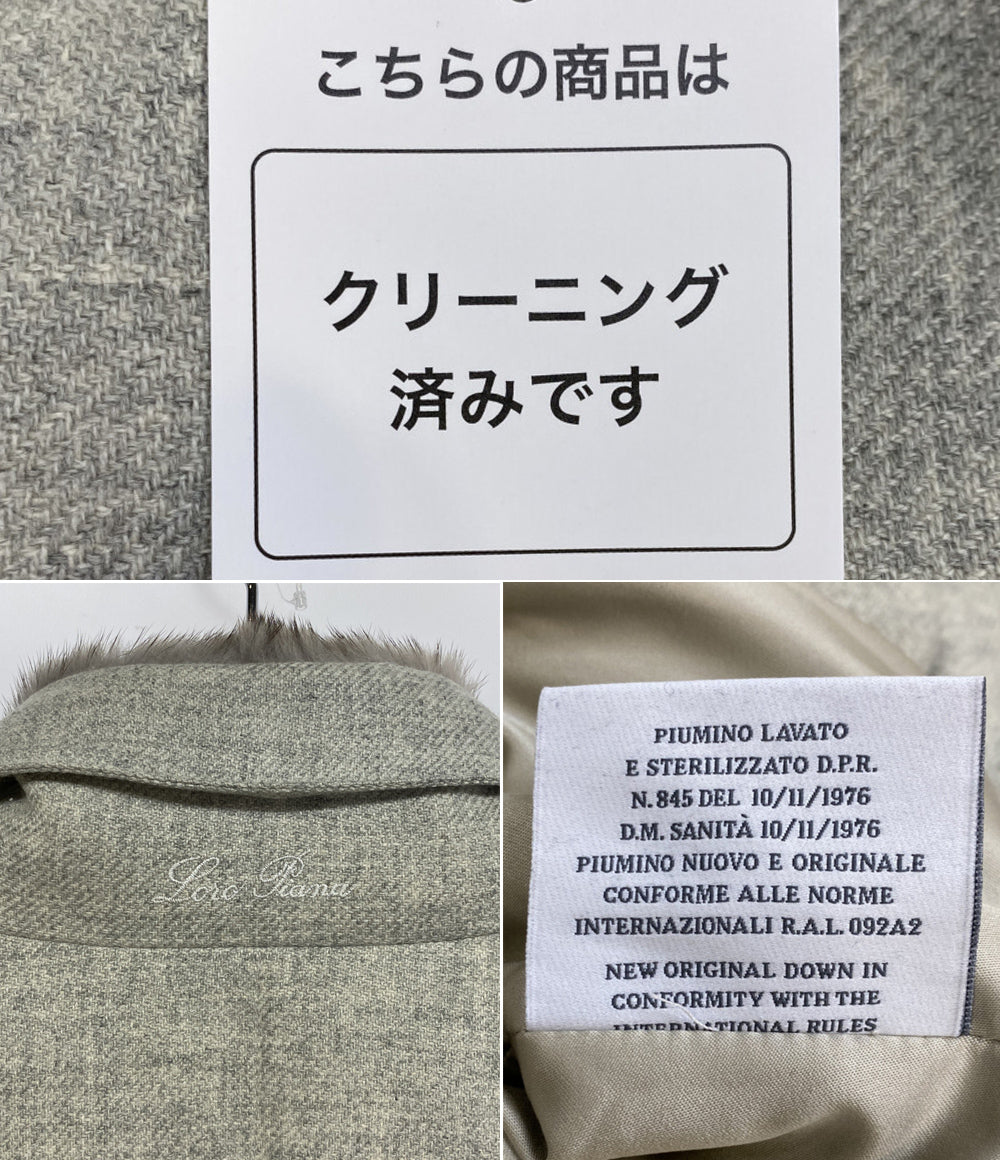 こちらの商品は
クリーニング
済みです
Loro Piana
PIUMINO LAVATO
E STERILIZZATO D.P.R.
N. 845 DEL 10/11/1976
D.M. SANITÀ 10/11/1976
PIUMINO NUOVO E ORIGINALE
CONFORME ALLE NORME
INTERNAZIONALI R.A.L. 092A2
NEW ORIGINAL DOWN IN
CONFORMITY WITH THE
INTERNATIONAL RULES